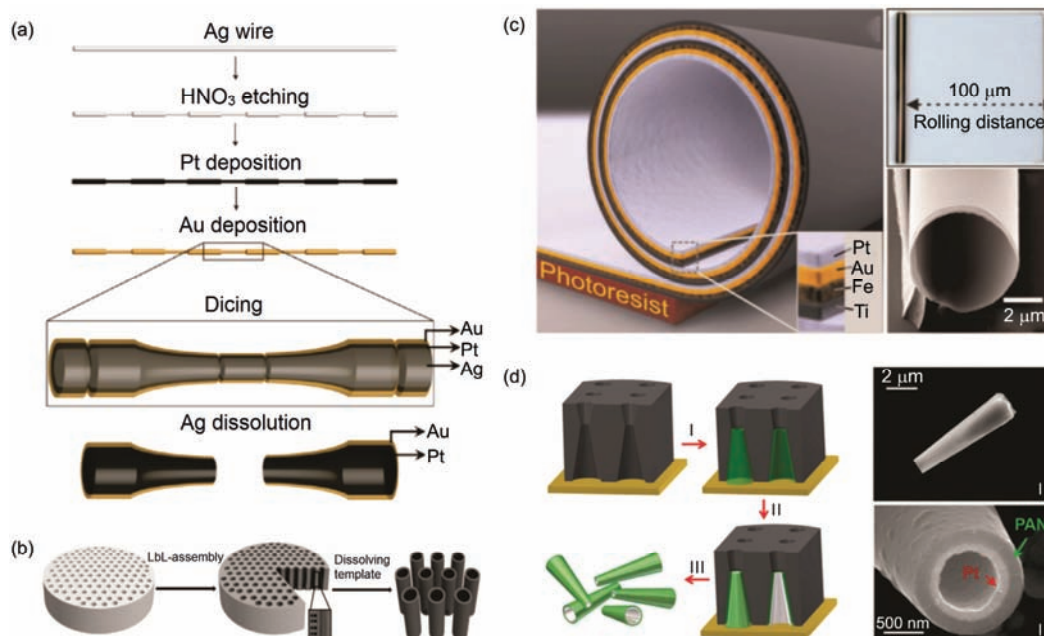 (a)
Ag wire
HNO₃ etching
Pt deposition
Au deposition
Dicing
Au
Pt
Ag
Ag dissolution
Au
Pt
(b)
LbL-assembly
Dissolving
template
(c)
Photoresist
Pt
Au
Fe
Ti
100 μm
Rolling distance
2 μm
(d)
I
II
III
2 μm
I
PAN
Pt
500 nm
I